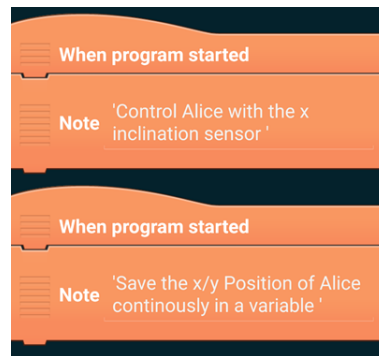 When program started
Note 'Control Alice with the x
inclination sensor '
When program started
Note 'Save the x/y Position of Alice
continously in a variable '